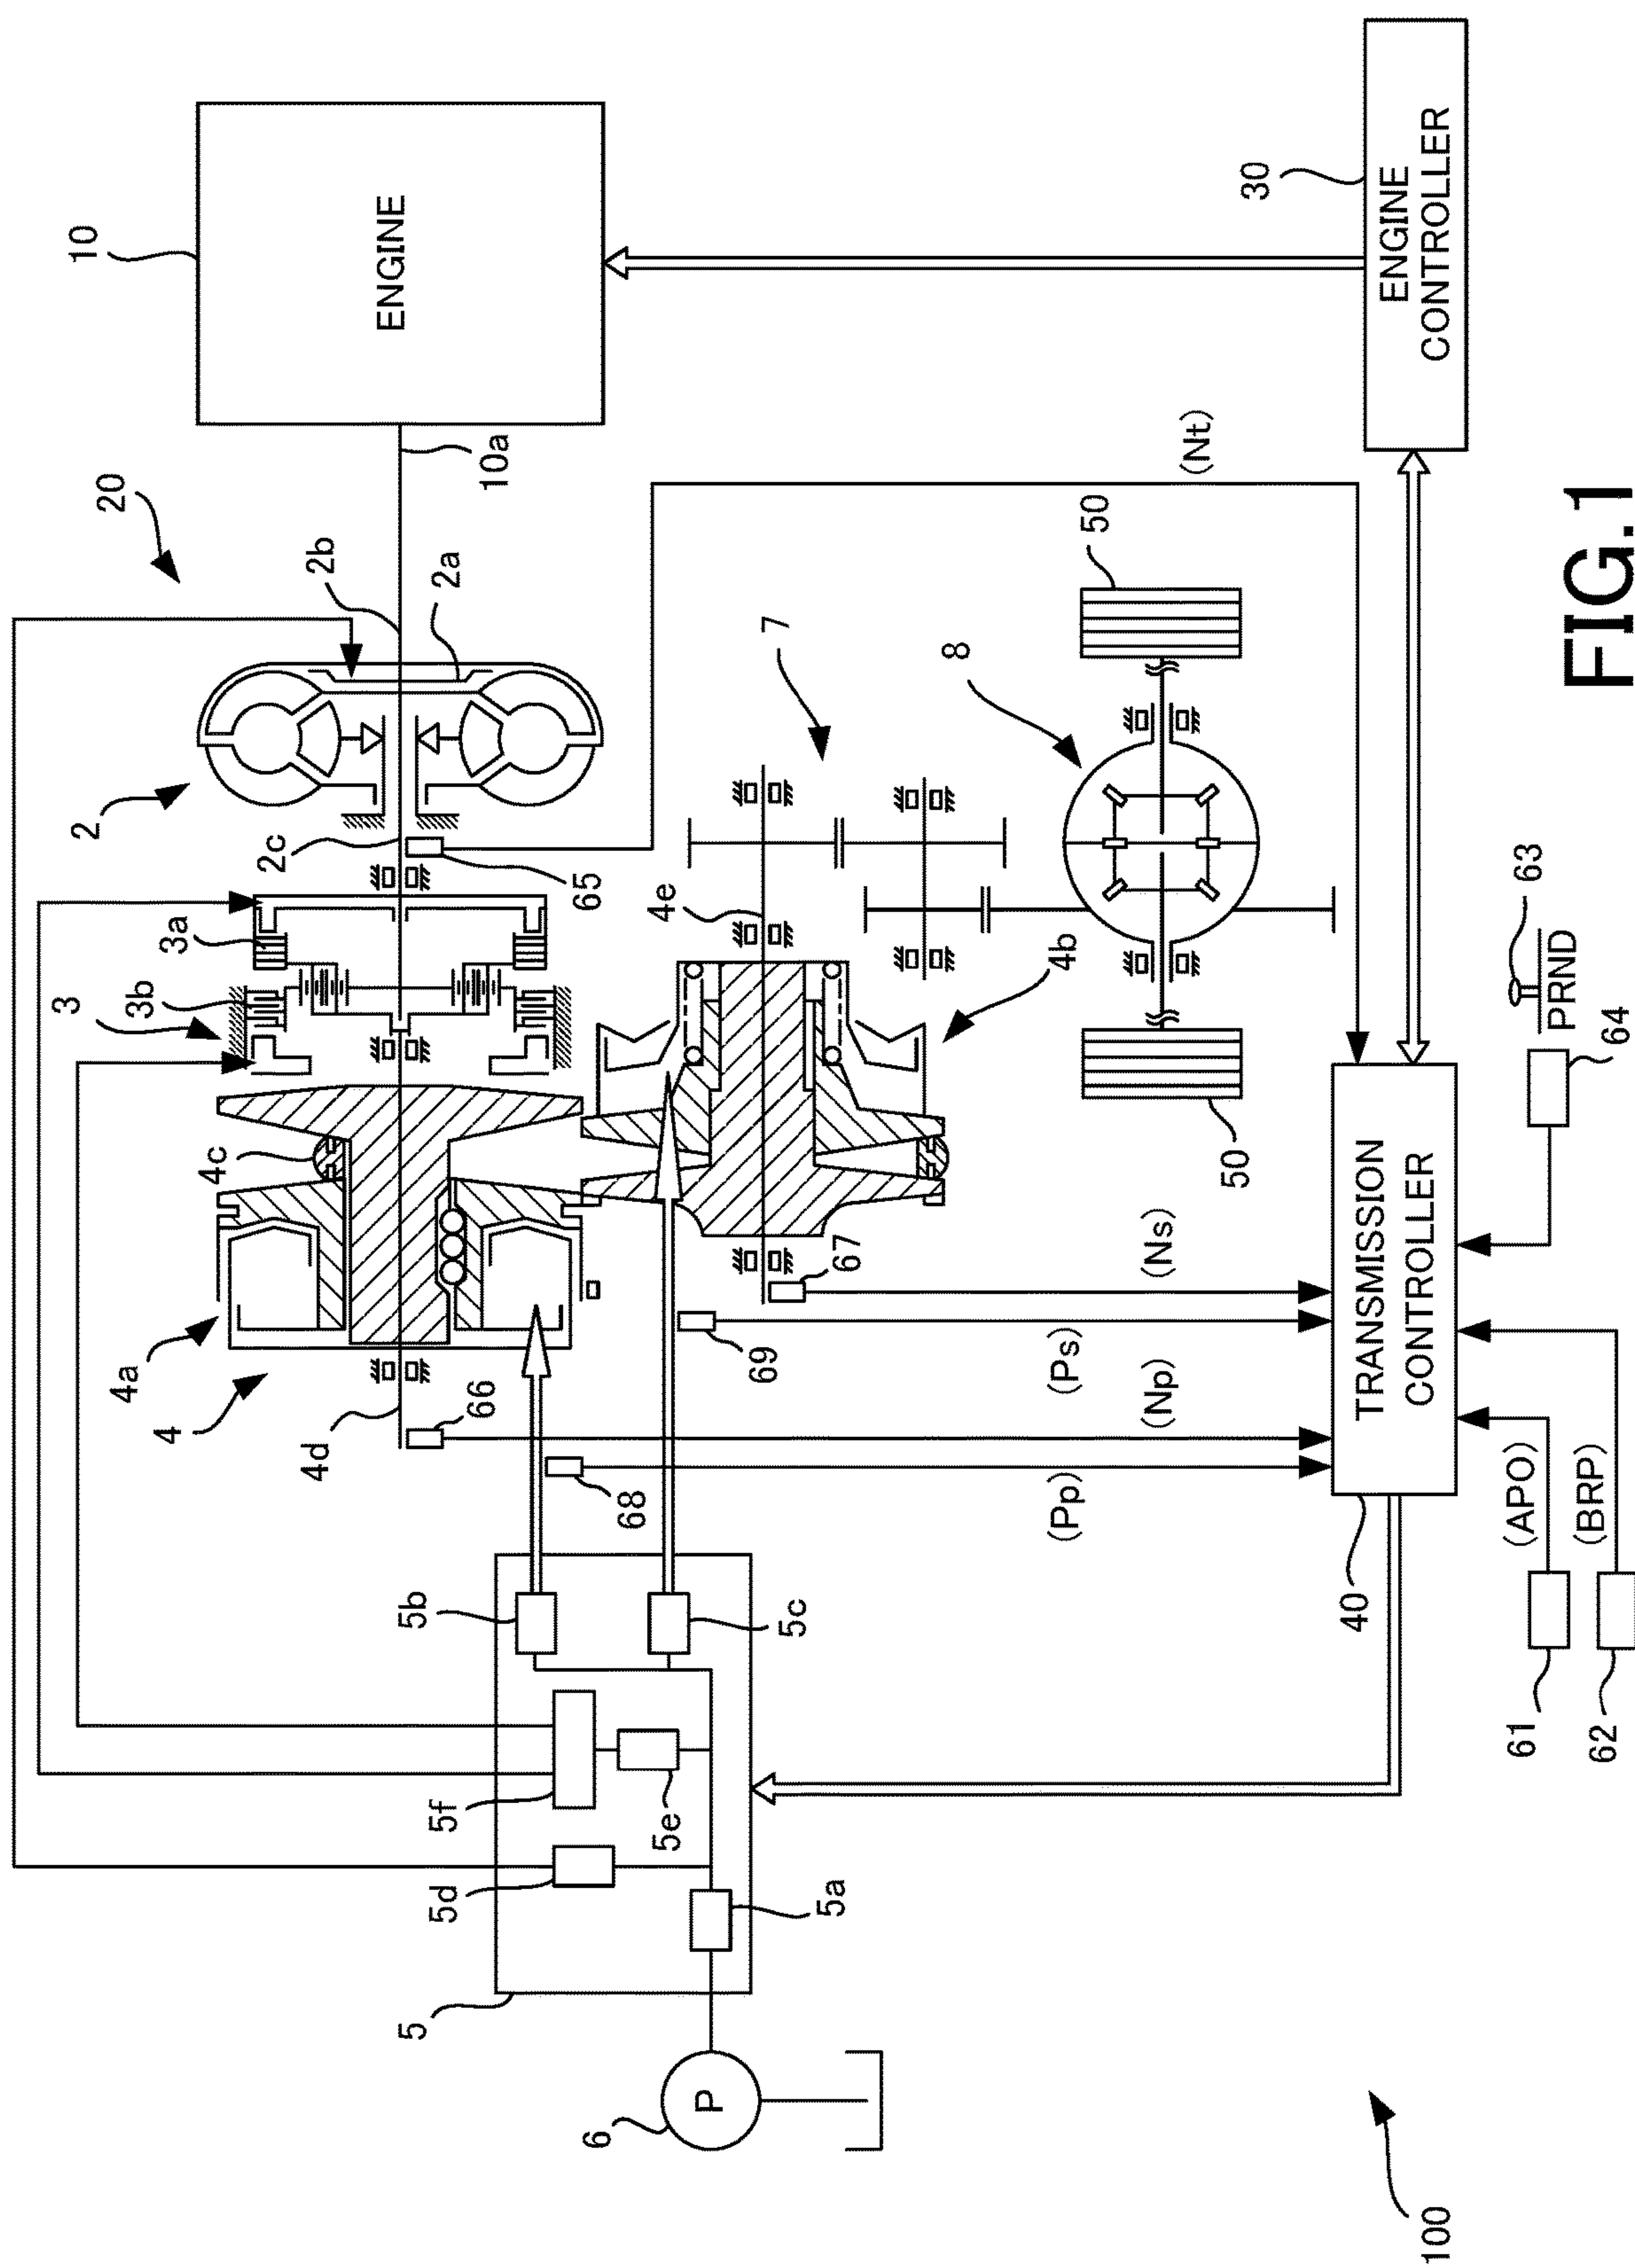 100
20
10
ENGINE
10a
2b
2a
2
2c
65
3
3a
3b
4c
4a
4
4d
66
68
(Nt)
7
4e
4b
8
50
50
67
69
(Ns)
(Ps)
(Np)
(Pp)
5b
5c
5f
5e
5d
5a
5
6
P
30
ENGINE
CONTROLLER
TRANSMISSION
CONTROLLER
40
63
PRND
64
(APO)
(BRP)
61
62
FIG.1